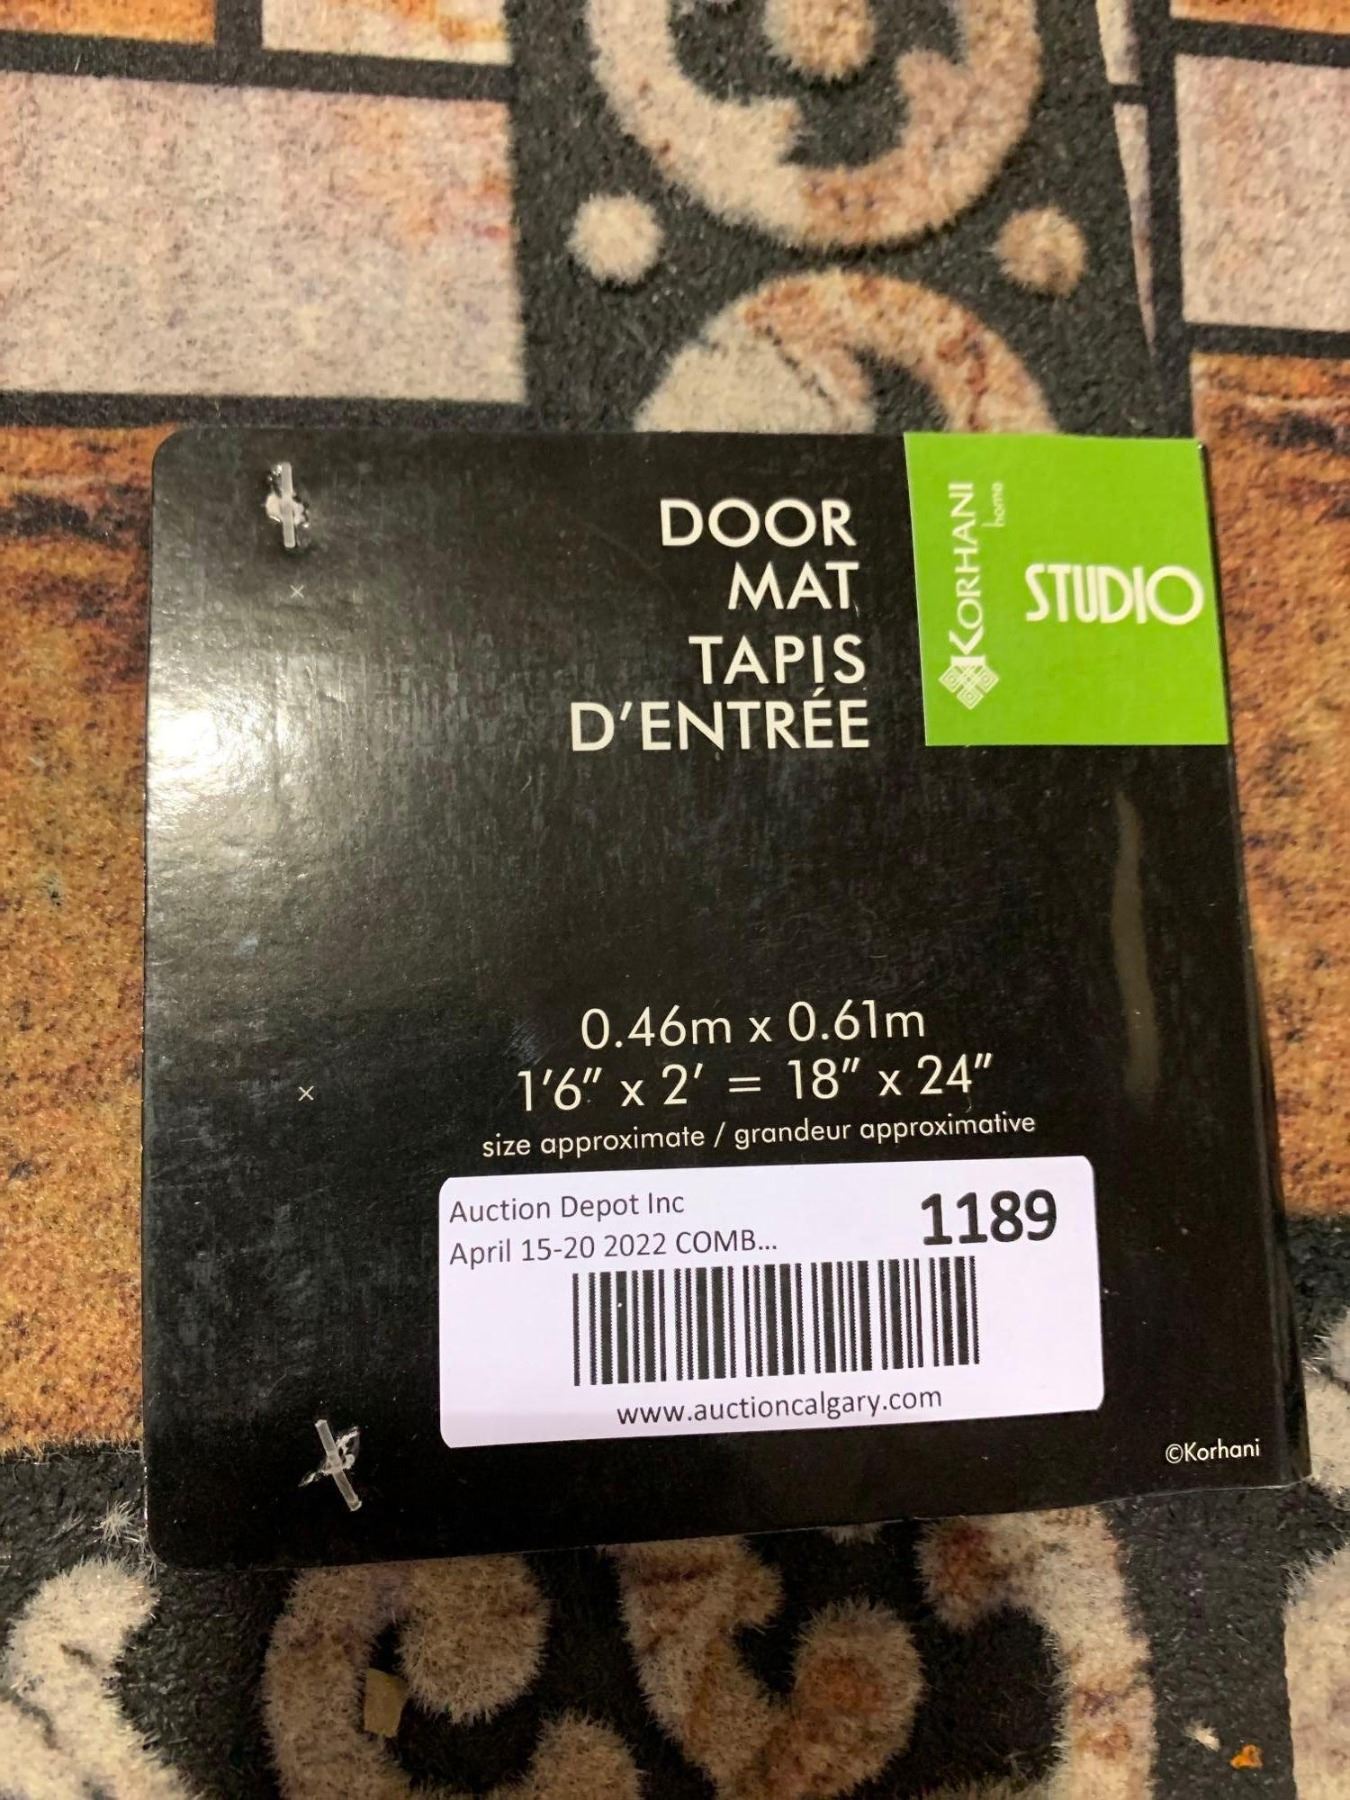 DOOR
MAT
TAPIS
D'ENTRÉE
KORHANI
home
STUDIO
0.46m x 0.61m
1'6" x 2' = 18" x 24"
size approximate / grandeur approximative
Auction Depot Inc
April 15-20 2022 COMB...
1189
www.auctioncalgary.com
©Korhani